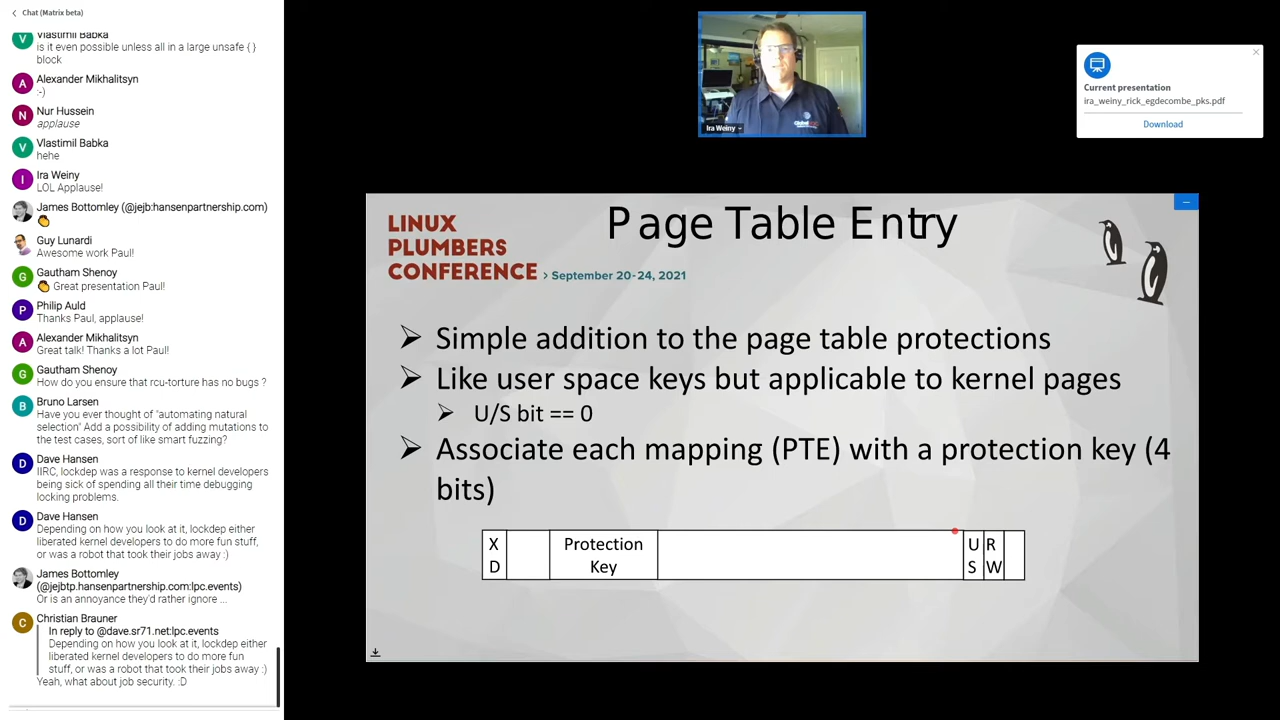 Chat (Matrix beta)
V
Vlastimil Babka
is it even possible unless all in a large unsafe { }
block
A
Alexander Mikhalitsyn
:-)
N
Nur Hussein
applause
V
Vlastimil Babka
hehe
I
Ira Weiny
LOL Applause!
James Bottomley (@jejb:hansenpartnership.com)
👏
Guy Lunardi
Awesome work Paul!
G
Gautham Shenoy
👏 Great presentation Paul!
P
Philip Auld
Thanks Paul, applause!
A
Alexander Mikhalitsyn
Great talk! Thanks a lot Paul!
G
Gautham Shenoy
How do you ensure that rcu-torture has no bugs ?
B
Bruno Larsen
Have you ever thought of "automating natural
selection" Add a possibility of adding mutations to
the test cases, sort of like smart fuzzing?
D
Dave Hansen
IIRC, lockdep was a response to kernel developers
being sick of spending all their time debugging
locking problems.
D
Dave Hansen
Depending on how you look at it, lockdep either
liberated kernel developers to do more fun stuff,
or was a robot that took their jobs away :)
James Bottomley
(@jejbtp.hansenpartnership.com:lpc.events)
Or is an annoyance they'd rather ignore ...
C
Christian Brauner
In reply to @dave.sr71.net:lpc.events
Depending on how you look at it, lockdep either
liberated kernel developers to do more fun
stuff, or was a robot that took their jobs away :)
Yeah, what about job security. :D
Ira Weiny
Current presentation
ira_weiny_rick_egdecombe_pks.pdf
Download
LINUX
PLUMBERS
CONFERENCE > September 20-24, 2021
Page Table Entry
Simple addition to the page table protections
Like user space keys but applicable to kernel pages
U/S bit == 0
Associate each mapping (PTE) with a protection key (4
bits)
X
D
Protection
Key
U
S
R
W